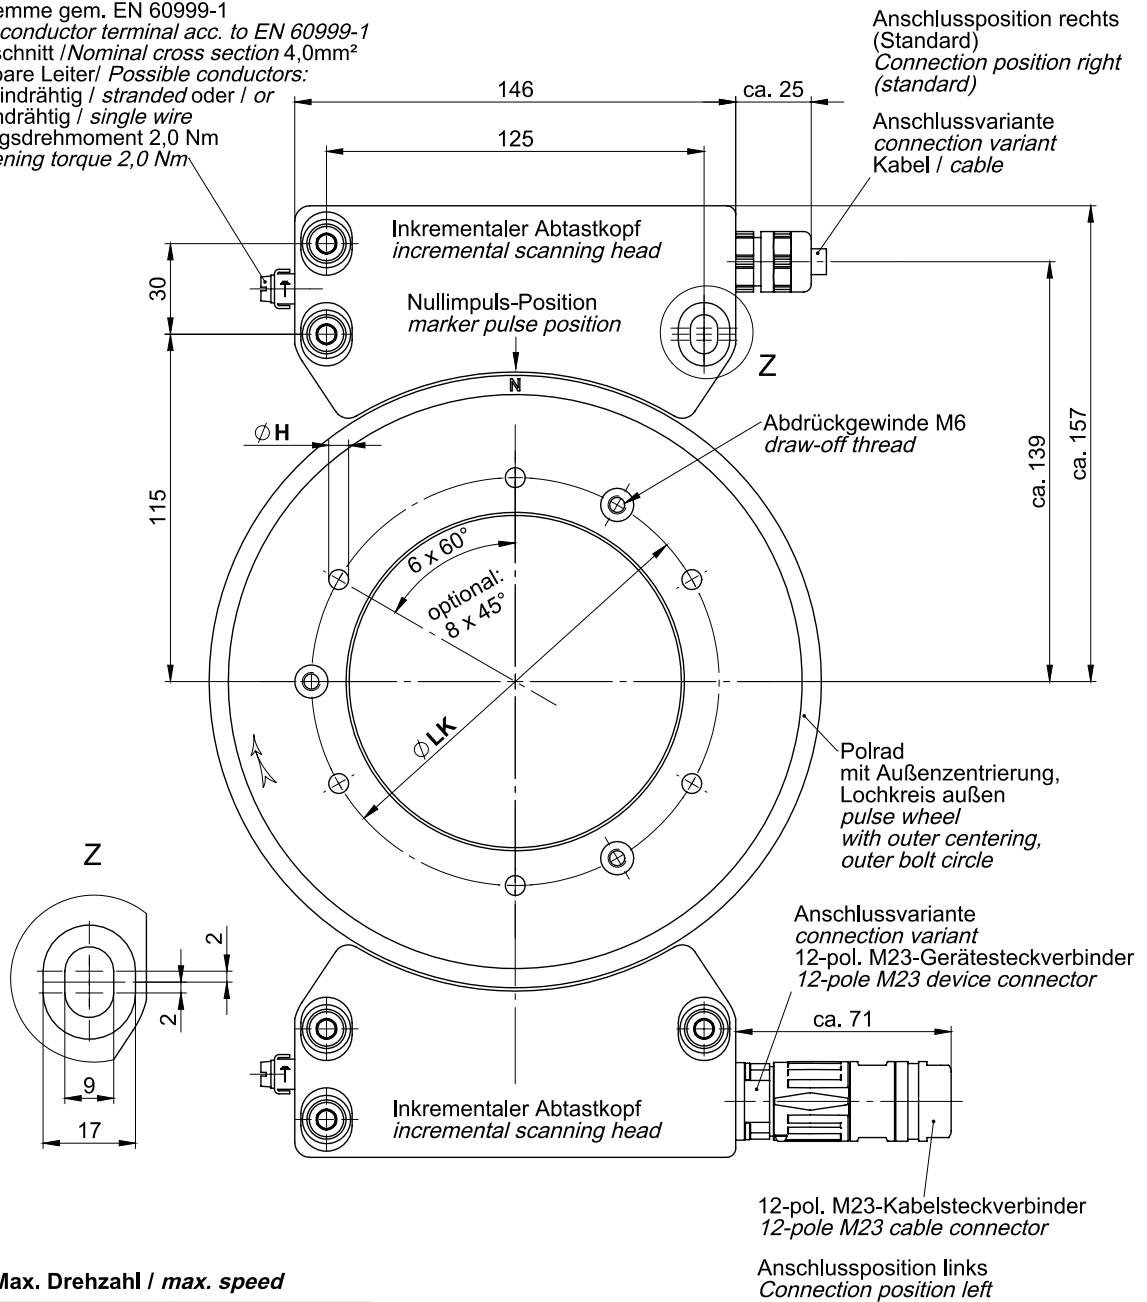 emme gem. EN 60999-1
conductor terminal acc. to EN 60999-1
schnitt /Nominal cross section 4,0mm²
bare Leiter/ Possible conductors:
indrähtig / stranded oder / or
ndrähtig / single wire
gsdrehmoment 2,0 Nm
ening torque 2,0 Nm
146
ca. 25
125
Anschlussposition rechts
(Standard)
Connection position right
(standard)
Anschlussvariante
connection variant
Kabel / cable
Inkrementaler Abtastkopf
incremental scanning head
30
Nullimpuls-Position
marker pulse position
Z
N
∅H
Abdrückgewinde M6
draw-off thread
ca. 139
ca. 157
115
6 x 60°
optional:
8 x 45°
∅LK
Polrad
mit Außenzentrierung,
Lochkreis außen
pulse wheel
with outer centering,
outer bolt circle
Z
2
2
9
17
Anschlussvariante
connection variant
12-pol. M23-Gerätesteckverbinder
12-pole M23 device connector
ca. 71
Inkrementaler Abtastkopf
incremental scanning head
12-pol. M23-Kabelsteckverbinder
12-pole M23 cable connector
Anschlussposition links
Connection position left
Max. Drehzahl / max. speed